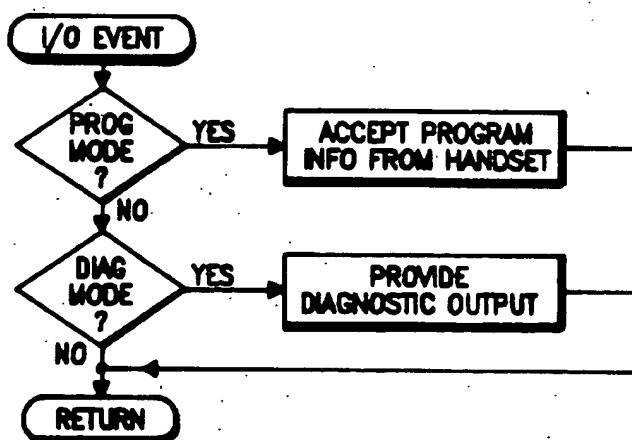 I/O EVENT
PROG
MODE
?
YES
ACCEPT PROGRAM
INFO FROM HANDSET
NO
DIAG
MODE
?
YES
PROVIDE
DIAGNOSTIC OUTPUT
NO
RETURN